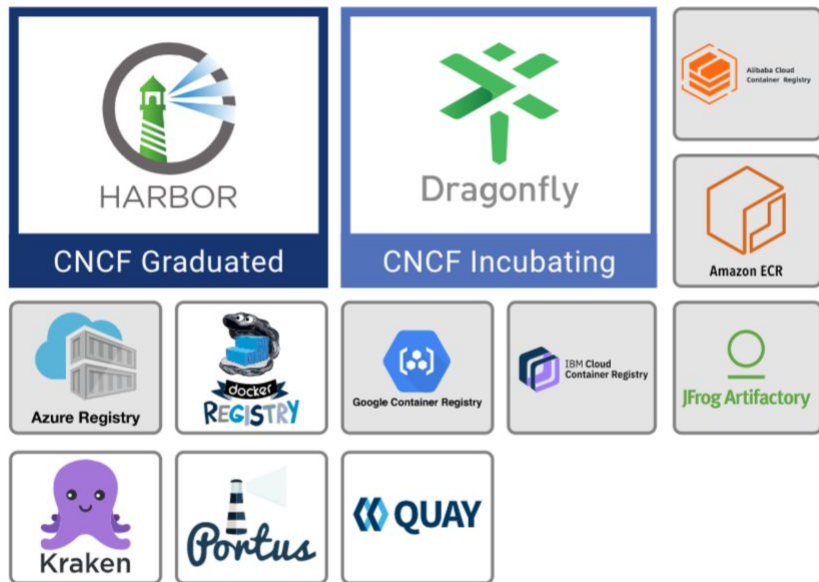 HARBOR
CNCF Graduated
Dragonfly
CNCF Incubating
Alibaba Cloud
Container Registry
Amazon ECR
Azure Registry
docker
REGISTRY
Google Container Registry
IBM Cloud
Container Registry
JFrog Artifactory
Kraken
Portus
QUAY